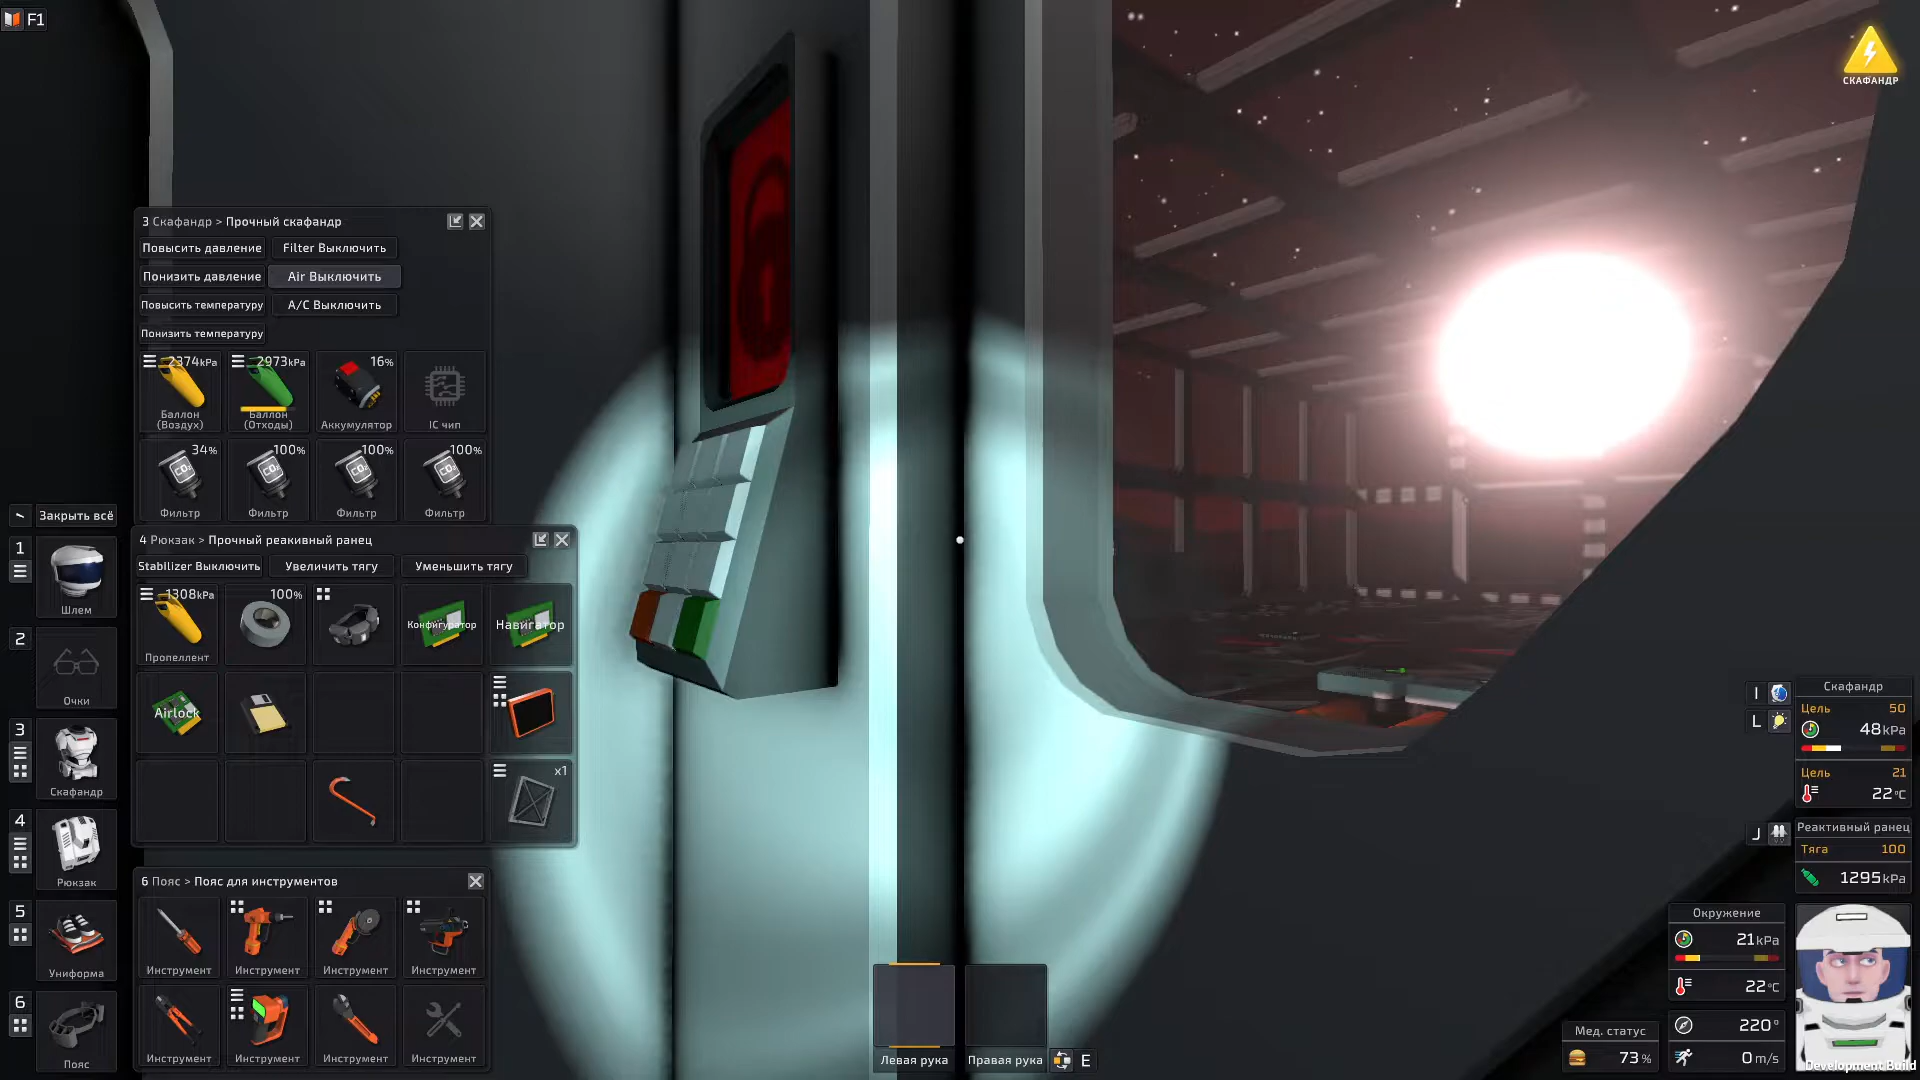 F1
СКАФАНДР
3 Скафандр > Прочный скафандр
Повысить давление
Filter Выключить
Понизить давление
Air Выключить
Повысить температуру
A/C Выключить
Понизить температуру
2374kPa
2973kPa
16%
Баллон (Воздух)
Баллон (Отходы)
Аккумулятор
IC чип
34%
100%
100%
100%
CO₂
CO₂
CO₂
CO₂
Фильтр
Фильтр
Фильтр
Фильтр
Закрыть всё
4 Рюкзак > Прочный реакивный ранец
Stabilizer Выключить
Увеличить тягу
Уменьшить тягу
1308kPa
100%
Конфигуратор
Навигатор
Пропеллент
Airlock
x1
6 Пояс > Пояс для инструментов
Инструмент
Инструмент
Инструмент
Инструмент
Инструмент
Инструмент
Инструмент
Инструмент
1
Шлем
2
Очки
3
Скафандр
4
Рюкзак
5
Униформа
6
Пояс
Левая рука
Правая рука
E
I
L
Скафандр
Цель 50
48kPa
Цель 21
22°C
J
Реактивный ранец
Тяга 100
1295kPa
Окружение
21kPa
22°C
220°
0m/s
Мед. статус
73%
Development Build